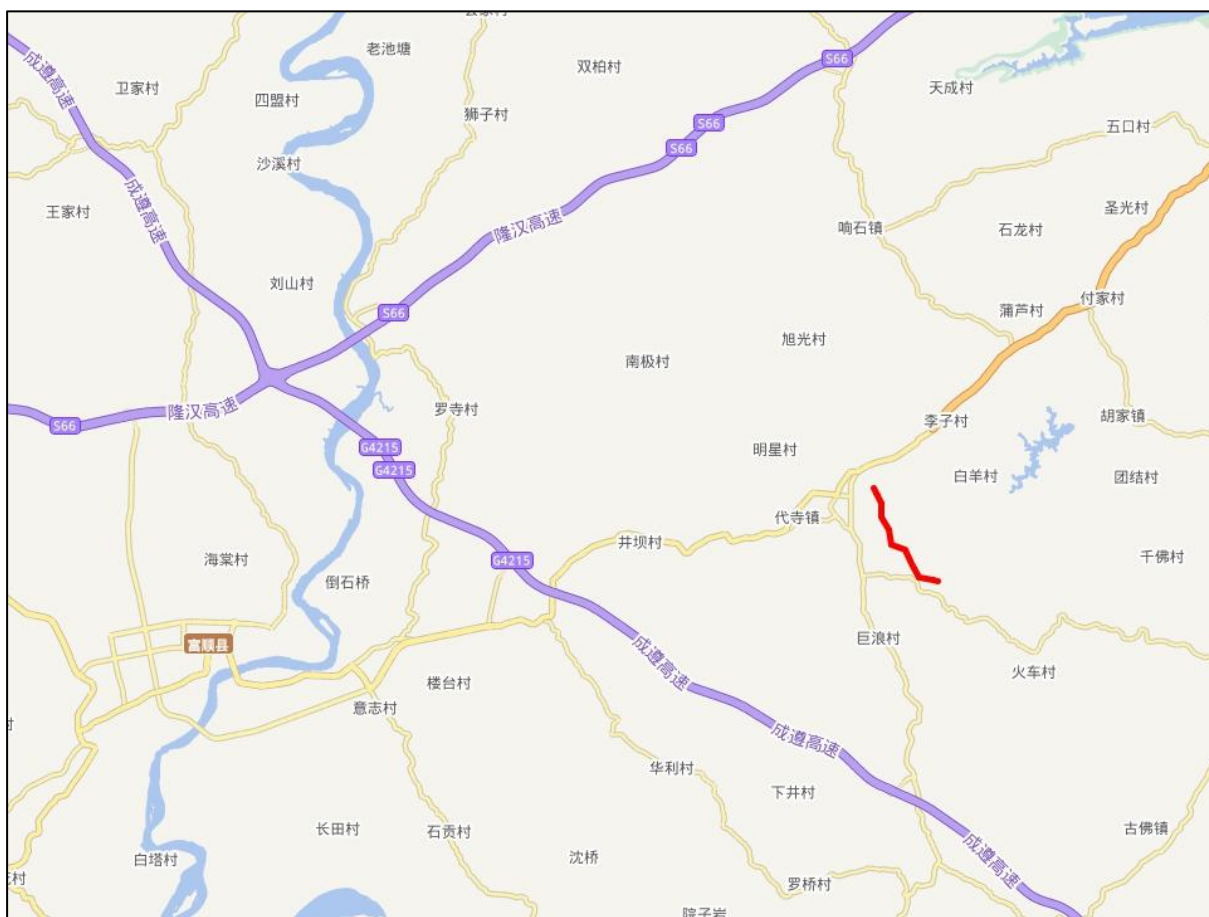 老池塘
双柏村
S66
成遵高速
卫家村
四盟村
天成村
狮子村
S66
五口村
S66
沙溪村
成遵高速
王家村
圣光村
隆汉高速
响石镇
石龙村
刘山村
付家村
S66
蒲芦村
旭光村
南极村
隆汉高速
罗寺村
胡家镇
李子村
S66
G4215
明星村
G4215
白羊村
团结村
代寺镇
井坝村
千佛村
海棠村
G4215
倒石桥
富顺县
巨浪村
成遵高速
火车村
楼台村
意志村
成遵高速
华利村
下井村
长田村
石贡村
古佛镇
沈桥
白塔村
成遵高速
罗桥村